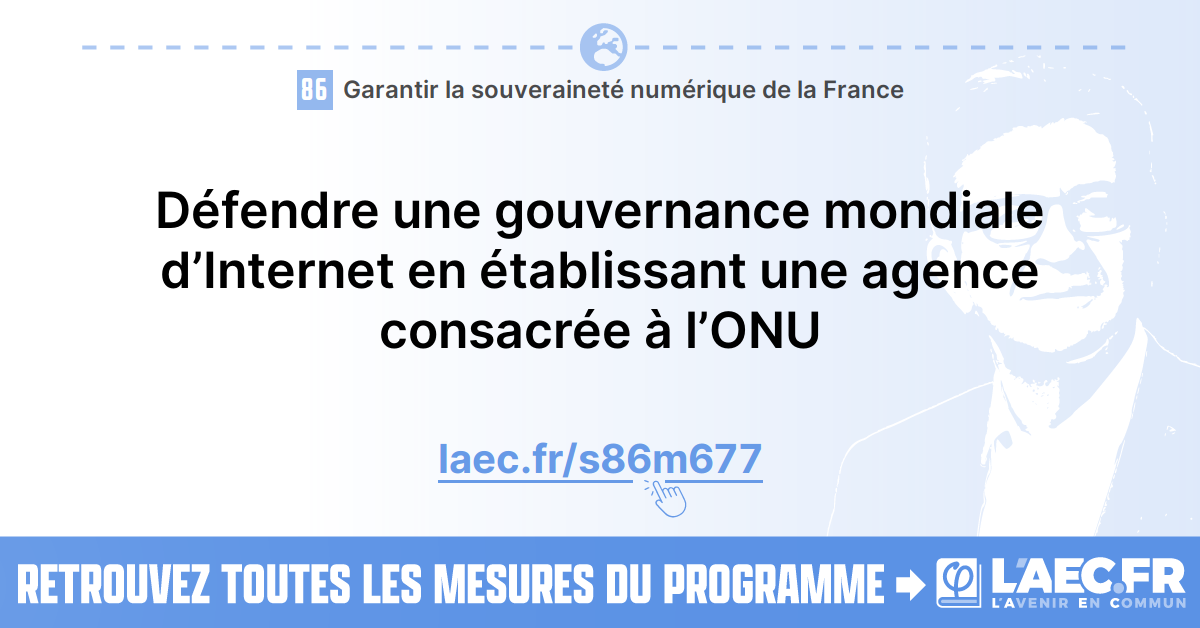 86 Garantir la souveraineté numérique de la France
Défendre une gouvernance mondiale
d’Internet en établissant une agence
consacrée à l’ONU
laec.fr/s86m677
RETROUVEZ TOUTES LES MESURES DU PROGRAMME
L'AEC.FR
L'AVENIR EN COMMUN